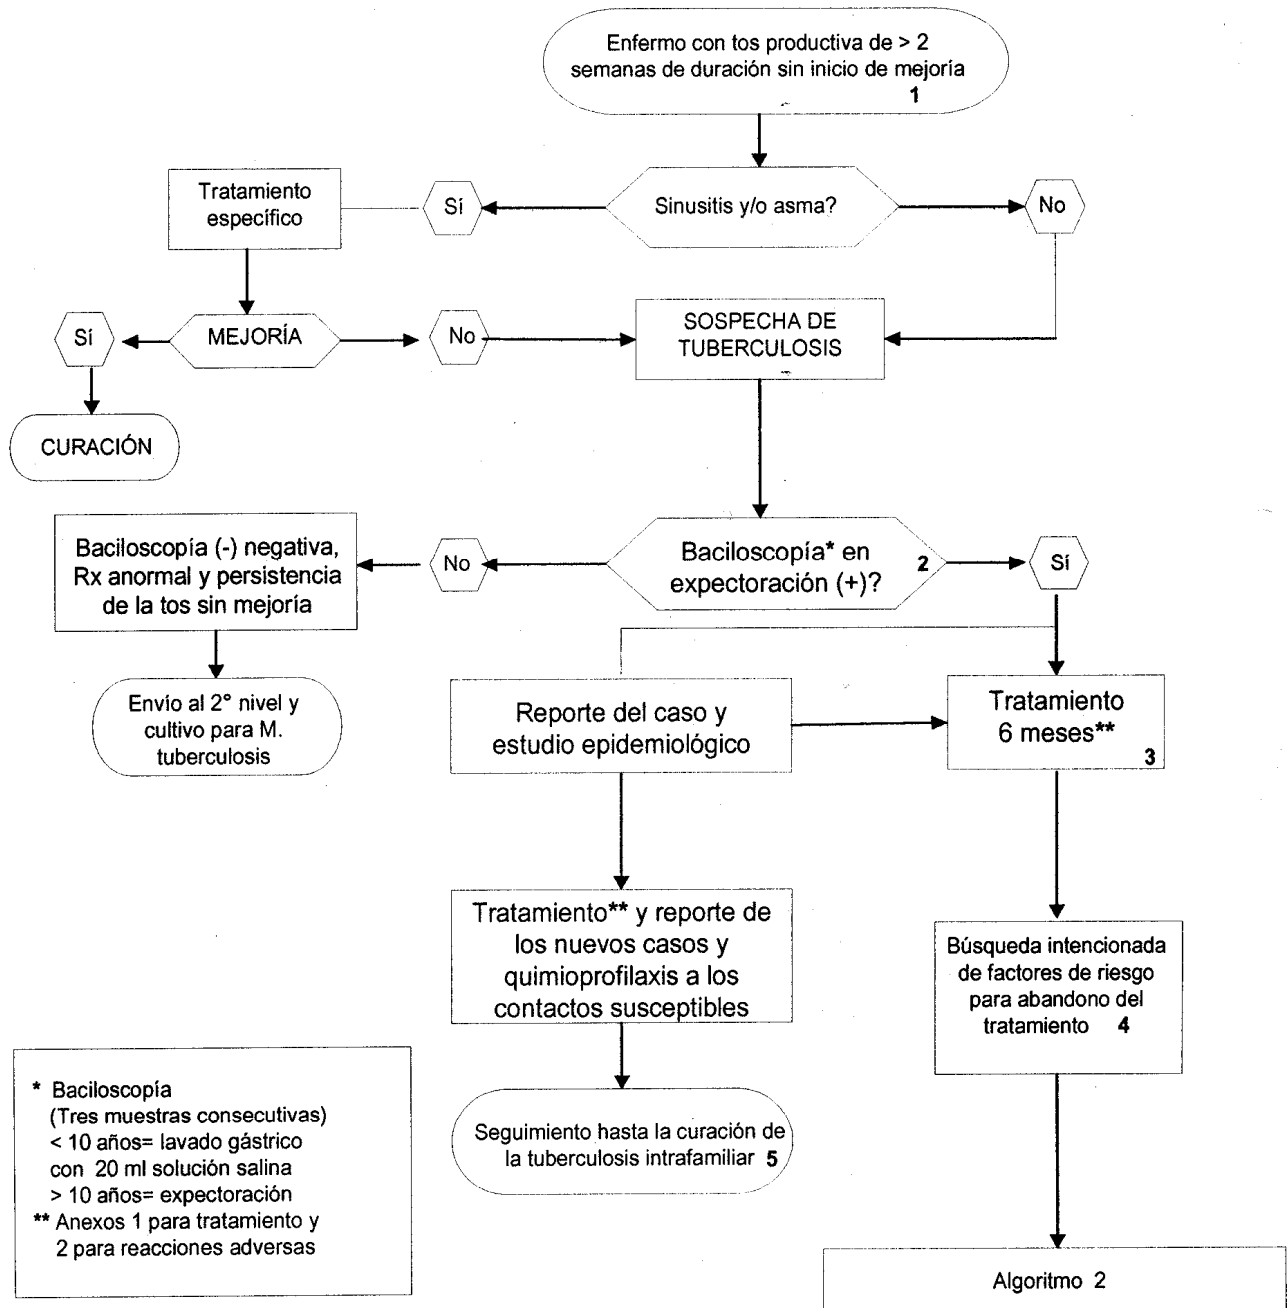 Enfermo con tos productiva de > 2
semanas de duración sin inicio de mejoría
1
Tratamiento
específico
Sí
Sinusitis y/o asma?
No
Sí
MEJORÍA
No
SOSPECHA DE
TUBERCULOSIS
CURACIÓN
Baciloscopía (-) negativa,
Rx anormal y persistencia
de la tos sin mejoría
No
Baciloscopía* en
expectoración (+)?
2
Sí
Envío al 2° nivel y
cultivo para M.
tuberculosis
Reporte del caso y
estudio epidemiológico
Tratamiento
6 meses**
3
Tratamiento** y reporte de
los nuevos casos y
quimioprofilaxis a los
contactos susceptibles
Búsqueda intencionada
de factores de riesgo
para abandono del
tratamiento 4
Seguimiento hasta la curación de
la tuberculosis intrafamiliar 5
* Baciloscopía
(Tres muestras consecutivas)
< 10 años= lavado gástrico
con 20 ml solución salina
> 10 años= expectoración
** Anexos 1 para tratamiento y
2 para reacciones adversas
Algoritmo 2